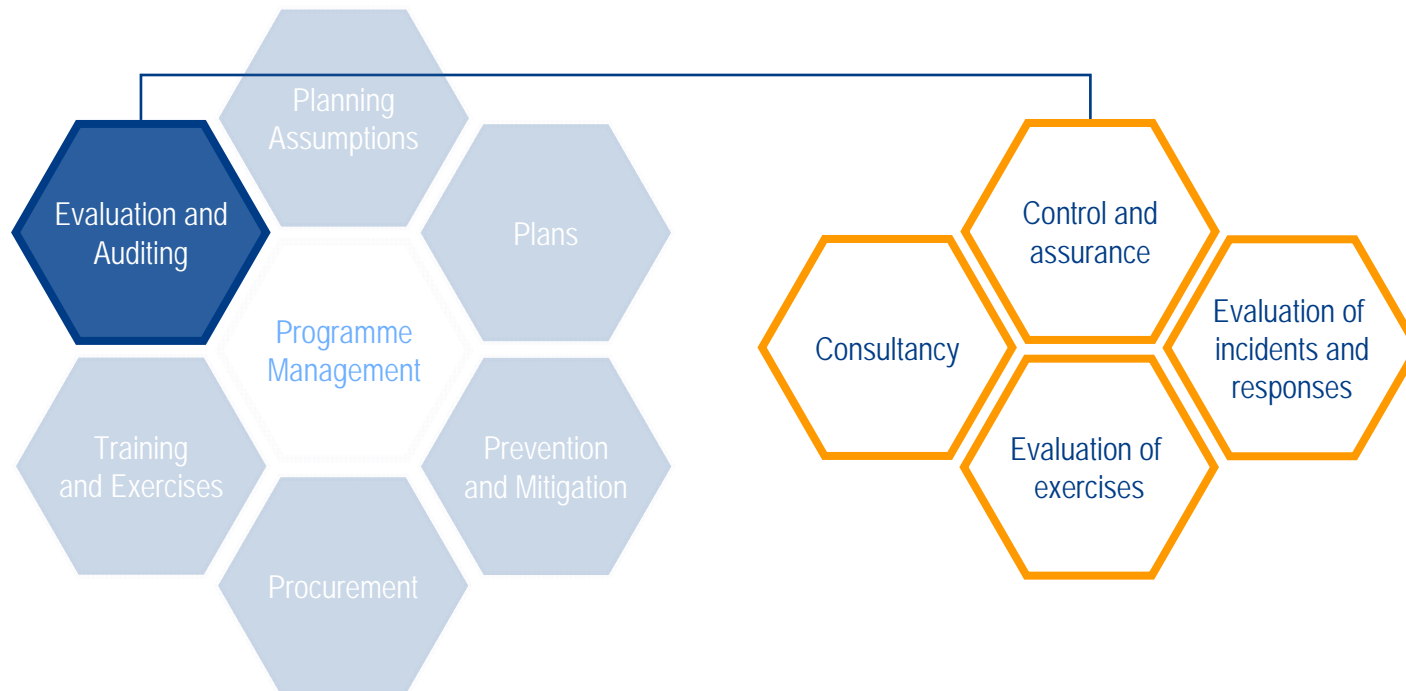 Planning
Assumptions
Evaluation and
Auditing
Plans
Programme
Management
Training
and Exercises
Prevention
and Mitigation
Procurement
Control and
assurance
Consultancy
Evaluation of
incidents and
responses
Evaluation of
exercises